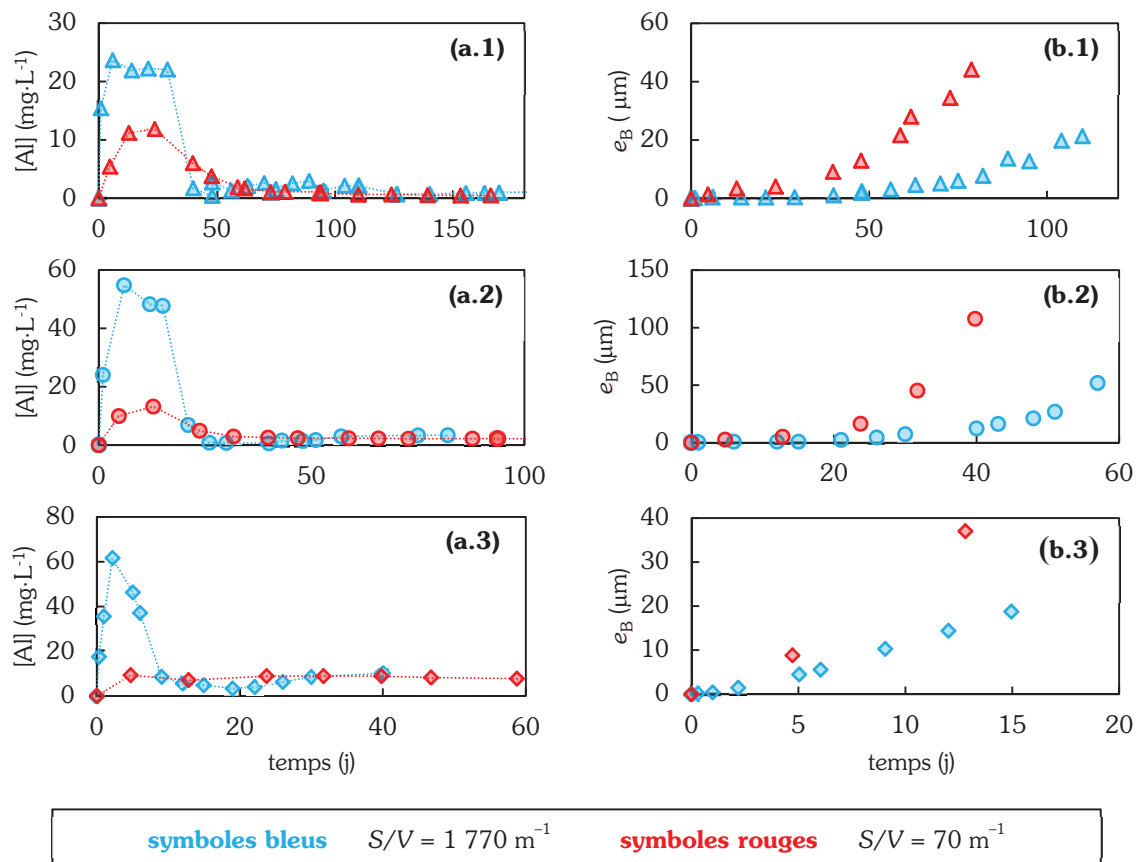 (a.1)
[Al] (mg·L⁻¹)
30
20
10
0
0 50 100 150
(b.1)
e_B ( μm)
60
40
20
0
0 50 100
(a.2)
[Al] (mg·L⁻¹)
60
40
20
0
0 50 100
(b.2)
e_B (μm)
150
100
50
0
0 20 40 60
(a.3)
[Al] (mg·L⁻¹)
80
60
40
20
0
0 20 40 60
temps (j)
(b.3)
e_B (μm)
40
30
20
10
0
0 5 10 15 20
temps (j)
symboles bleus S/V = 1 770 m⁻¹ symboles rouges S/V = 70 m⁻¹